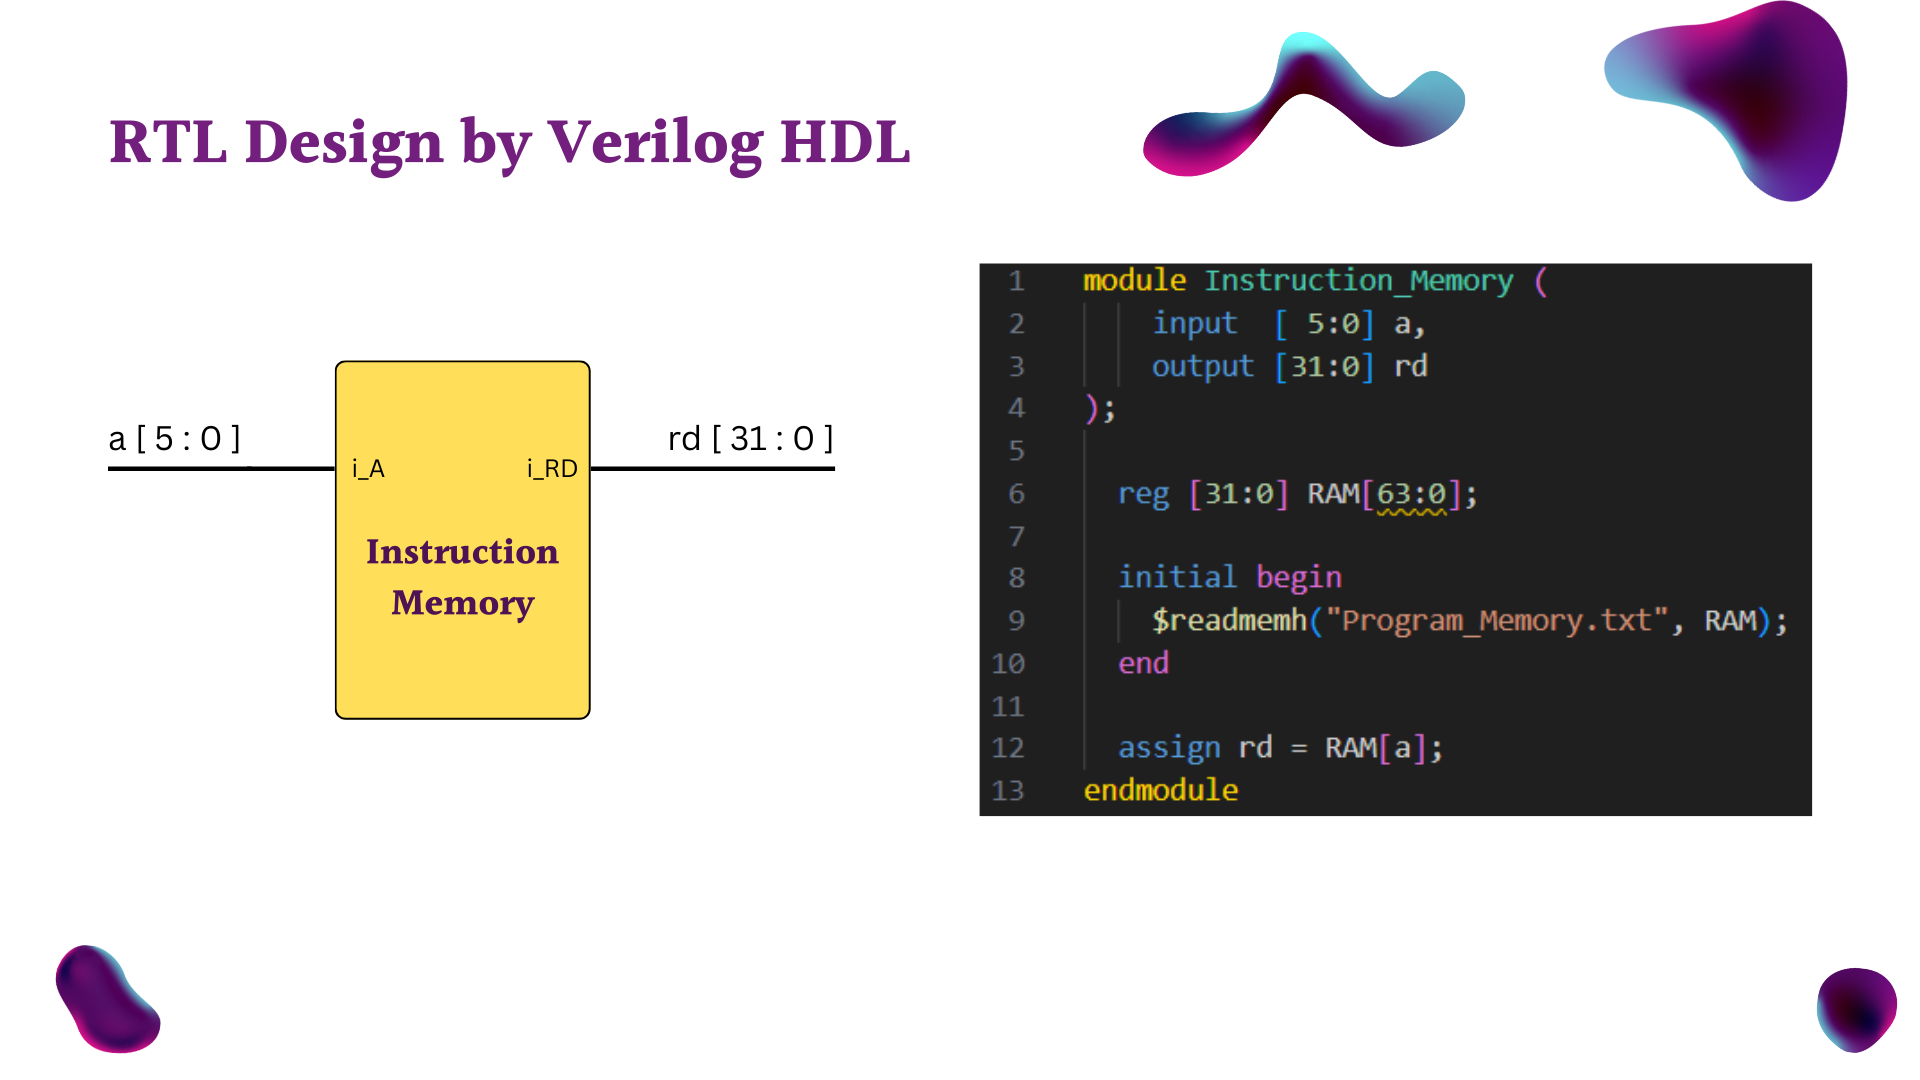 RTL Design by Verilog HDL
a [ 5 : 0 ]
rd [ 31 : 0 ]
i_A
i_RD
Instruction
Memory
1 module Instruction_Memory (
2 input [ 5:0] a,
3 output [31:0] rd
4 );
5
6 reg [31:0] RAM[63:0];
7
8 initial begin
9 $readmemh("Program_Memory.txt", RAM);
10 end
11
12 assign rd = RAM[a];
13 endmodule